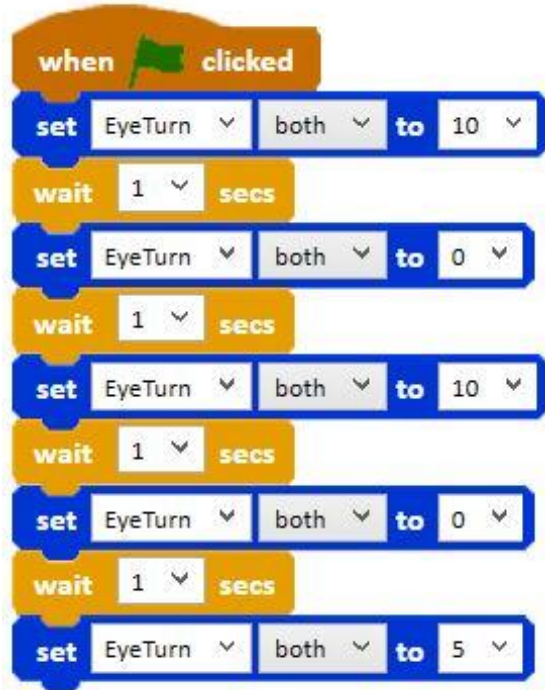 when clicked
set EyeTurn both to 10
wait 1 secs
set EyeTurn both to 0
wait 1 secs
set EyeTurn both to 10
wait 1 secs
set EyeTurn both to 0
wait 1 secs
set EyeTurn both to 5